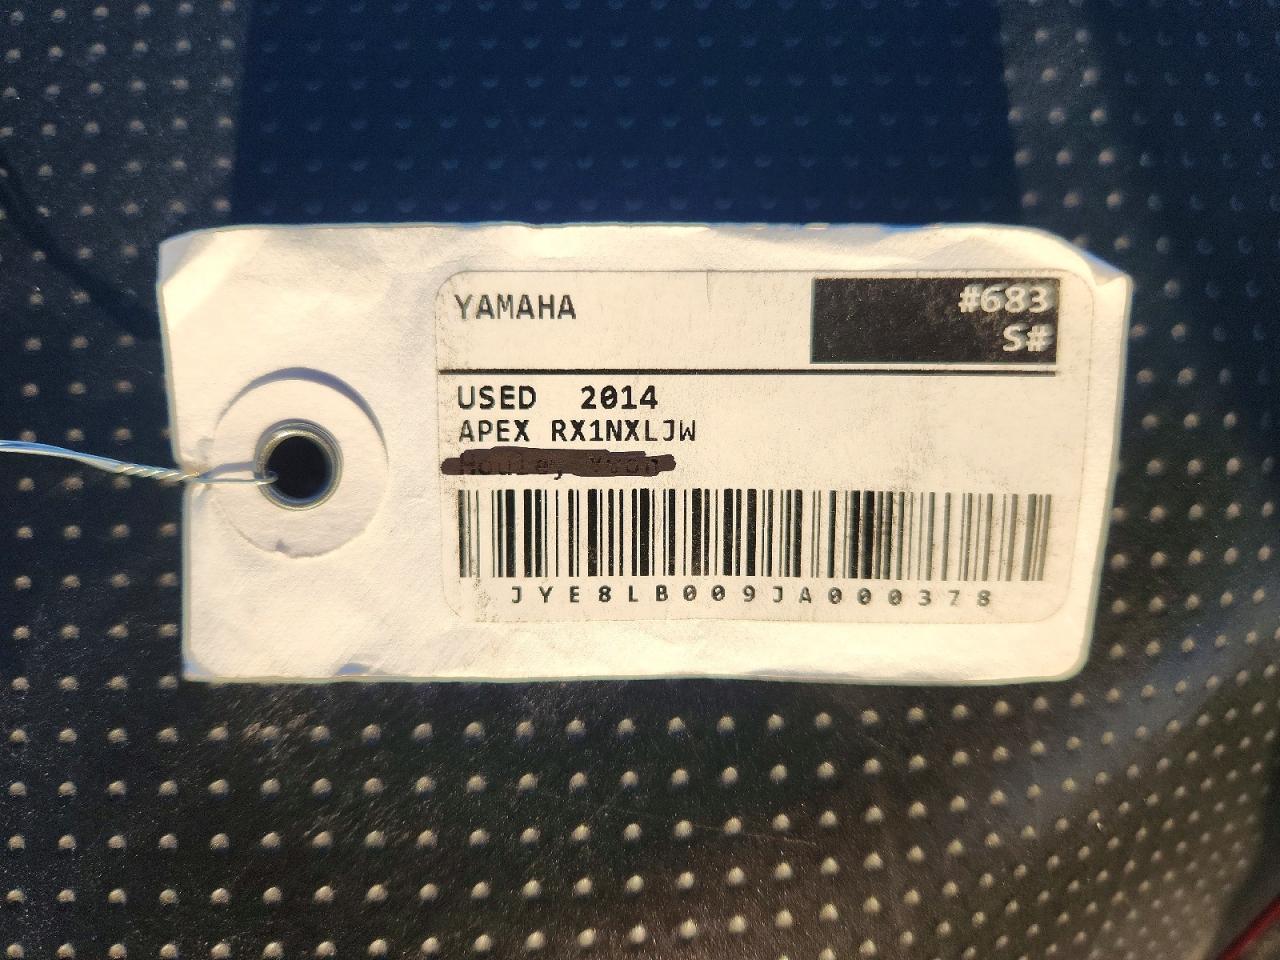 YAMAHA
#683
S#
USED 2014
APEX RX1NXLJW
JYE8LB009JA000378